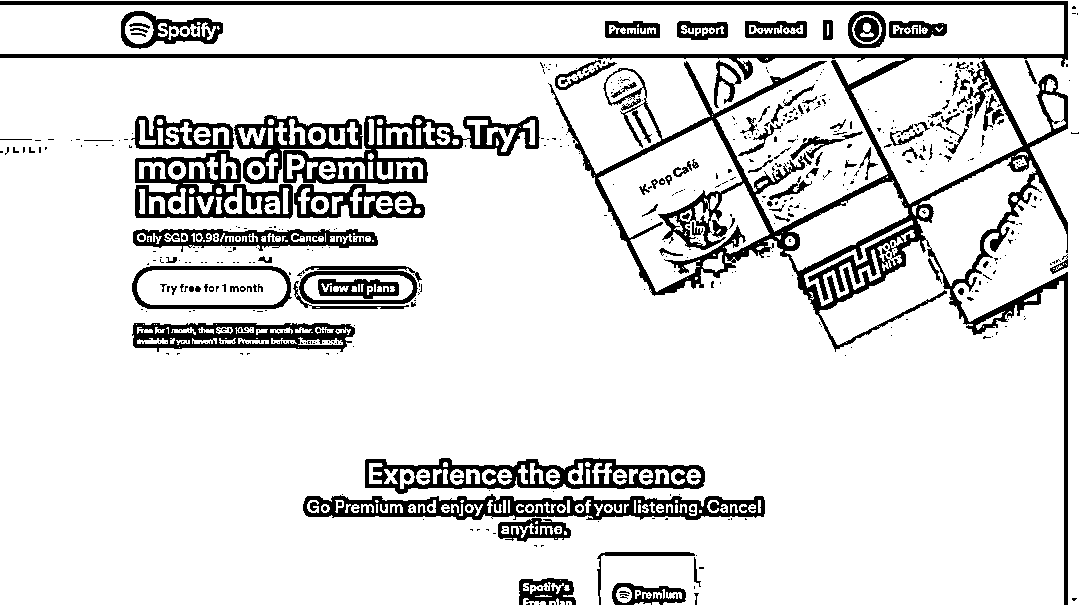 Spotify
Premium Support Download | Profile
Listen without limits. Try 1
month of Premium
Individual for free.
Only SGD 10.98/month after. Cancel anytime.
Try free for 1 month
View all plans
Free for 1 month, then SGD 10.98 per month after. Offer only
available if you haven't tried Premium before. Terms apply.
K-Pop Café
TODAY'S
TOP
HITS
RapCaviar
Experience the difference
Go Premium and enjoy full control of your listening. Cancel
anytime.
Spotify's
Free plan
Premium